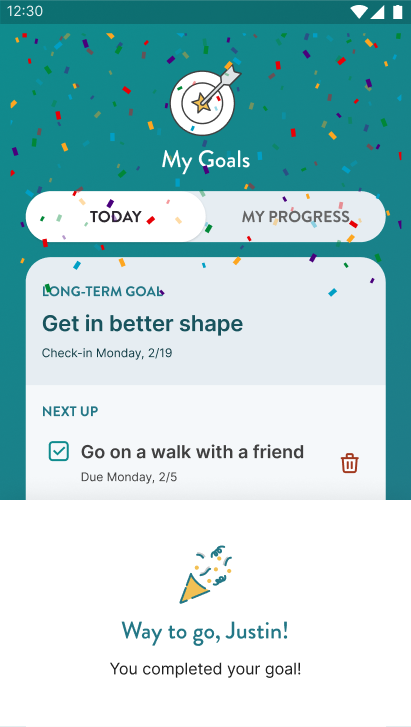 12:30
My Goals
TODAY
MY PROGRESS
LONG-TERM GOAL
Get in better shape
Check-in Monday, 2/19
NEXT UP
Go on a walk with a friend
Due Monday, 2/5
Way to go, Justin!
You completed your goal!